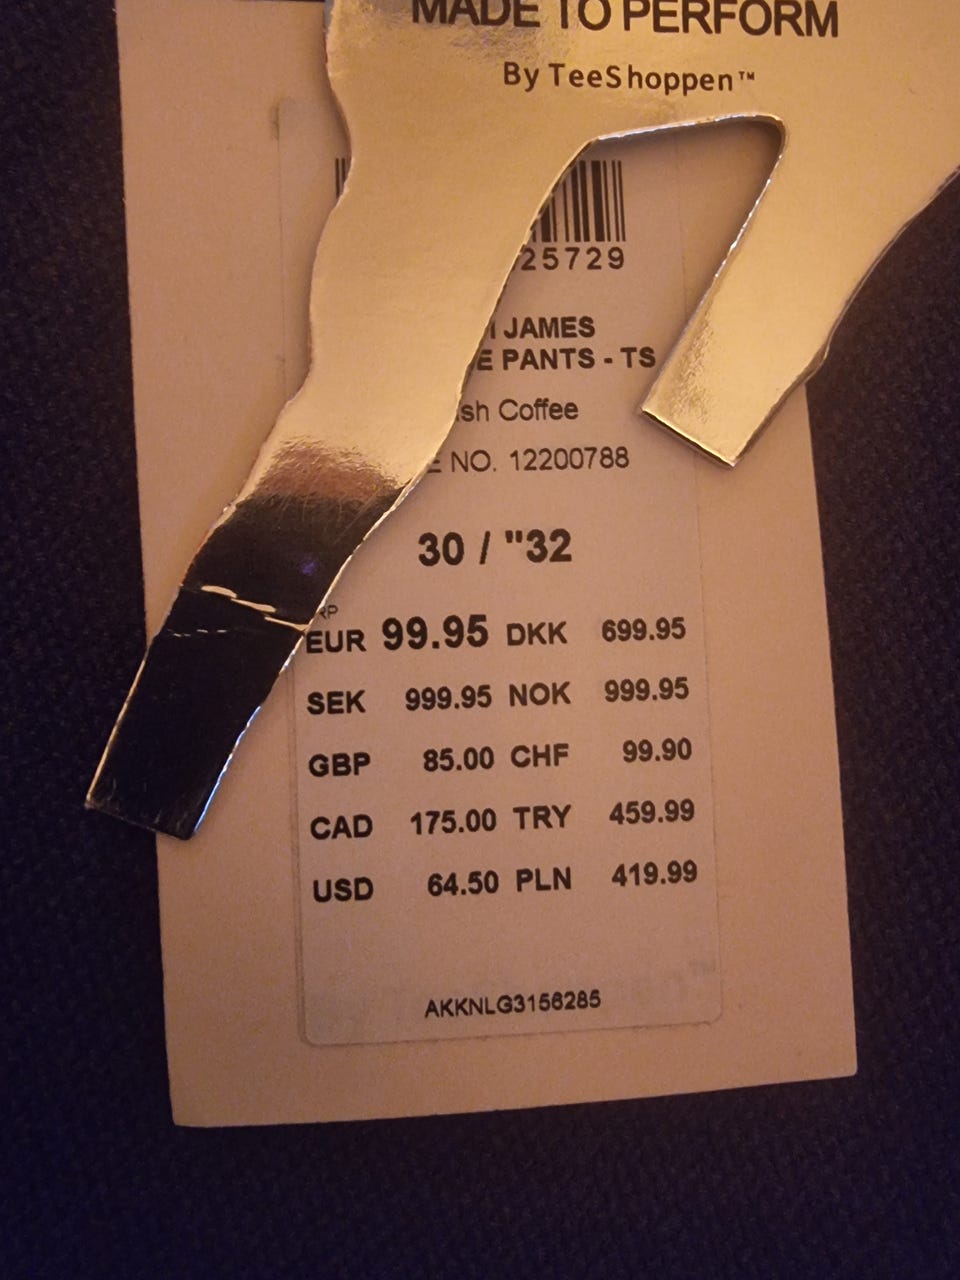 MADE TO PERFORM
By TeeShoppen™
25729
JAMES
PANTS - TS
Coffee
NO. 12200788
30 / "32
EUR 99.95 DKK 699.95
SEK 999.95 NOK 999.95
GBP 85.00 CHF 99.90
CAD 175.00 TRY 459.99
USD 64.50 PLN 419.99
AKKNLG3156285